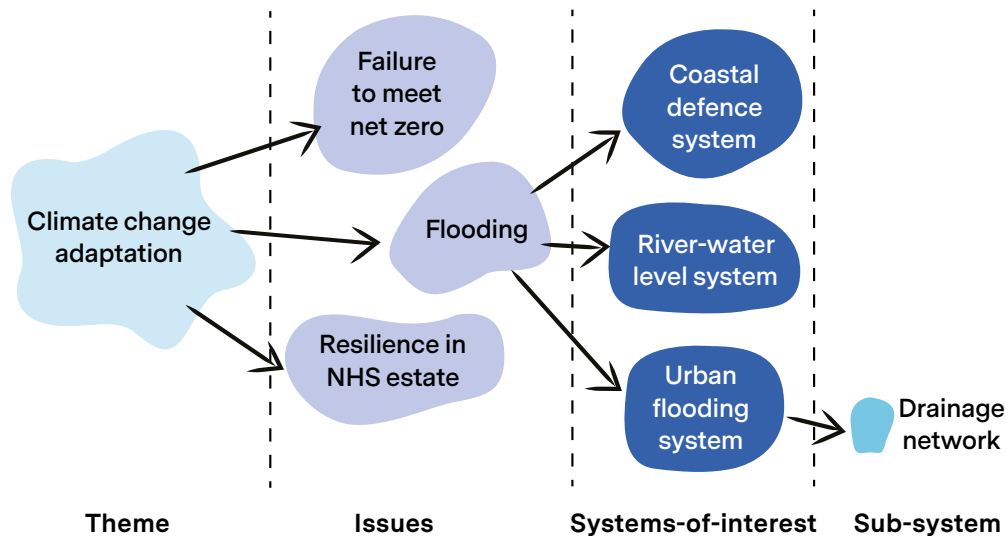 Climate change
adaptation
Failure
to meet
net zero
Flooding
Resilience in
NHS estate
Coastal
defence
system
River-water
level system
Urban
flooding
system
Drainage
network
Theme
Issues
Systems-of-interest
Sub-system